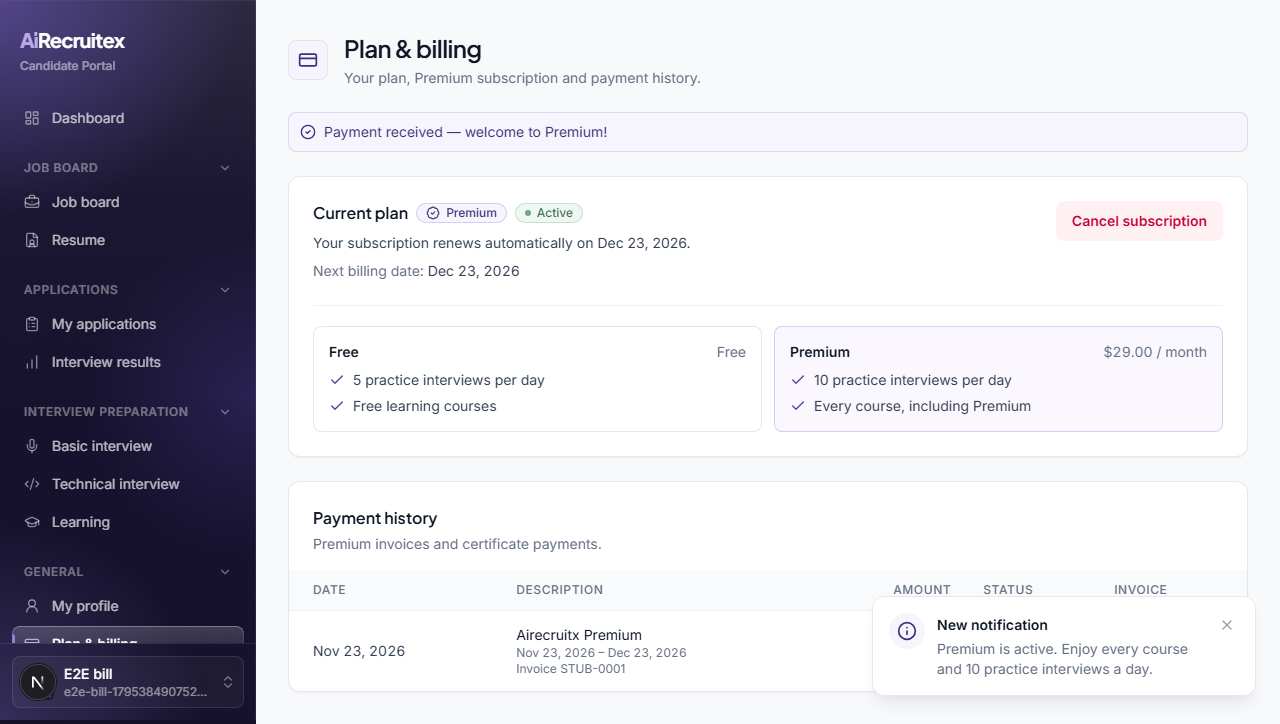 AiRecruitex
Candidate Portal
Dashboard
JOB BOARD
Job board
Resume
APPLICATIONS
My applications
Interview results
INTERVIEW PREPARATION
Basic interview
Technical interview
Learning
GENERAL
My profile
Plan & billing
N
E2E bill
e2e-bill-179538490752...
Plan & billing
Your plan, Premium subscription and payment history.
Payment received — welcome to Premium!
Current plan Premium Active
Cancel subscription
Your subscription renews automatically on Dec 23, 2026.
Next billing date: Dec 23, 2026
Free Free
5 practice interviews per day
Free learning courses
Premium $29.00 / month
10 practice interviews per day
Every course, including Premium
Payment history
Premium invoices and certificate payments.
DATE DESCRIPTION AMOUNT STATUS INVOICE
Nov 23, 2026
Airecruitx Premium
Nov 23, 2026 – Dec 23, 2026
Invoice STUB-0001
New notification
Premium is active. Enjoy every course
and 10 practice interviews a day.